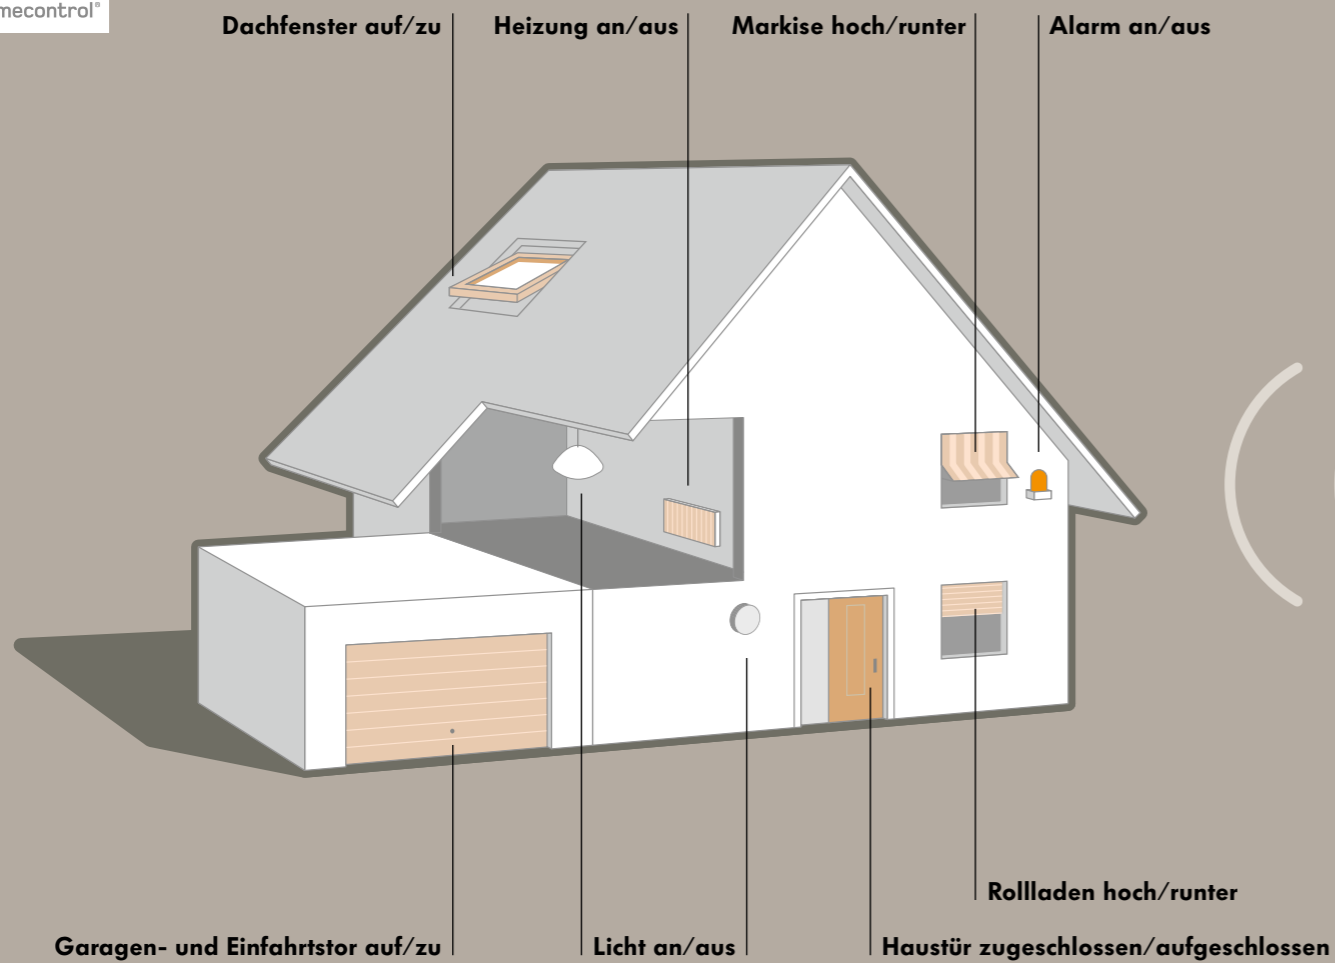 mecontrol®
Dachfenster auf/zu
Heizung an/aus
Markise hoch/runter
Alarm an/aus
Rollladen hoch/runter
Garagen- und Einfahrtstor auf/zu
Licht an/aus
Haustür zugeschlossen/aufgeschlossen